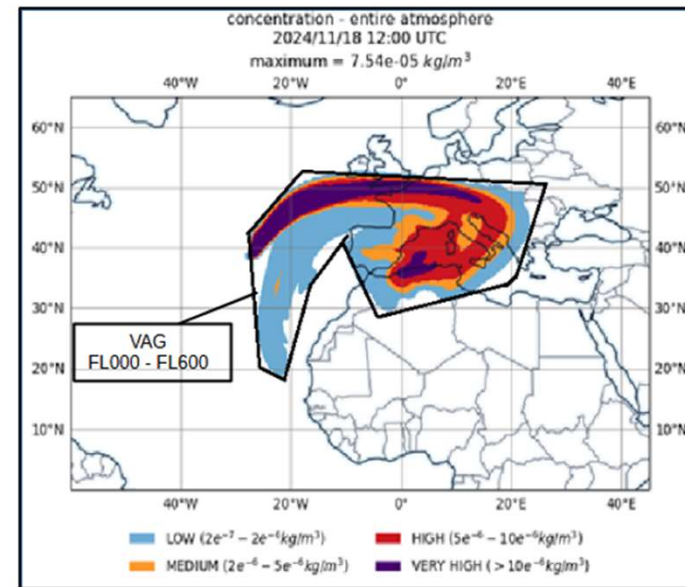 concentration - entire atmosphere
2024/11/18 12:00 UTC
maximum = 7.54e-05 kg/m³
40°W 20°W 0° 20°E 40°E
60°N 60°N
50°N 50°N
40°N 40°N
30°N 30°N
20°N 20°N
10°N 10°N
VAG
FL000 - FL600
40°W 20°W 0° 20°E 40°E
LOW (2e⁻⁷ − 2e⁻⁶kg/m³) HIGH (5e⁻⁶ − 10e⁻⁶kg/m³)
MEDIUM (2e⁻⁶ − 5e⁻⁶kg/m³) VERY HIGH ( > 10e⁻⁶kg/m³)